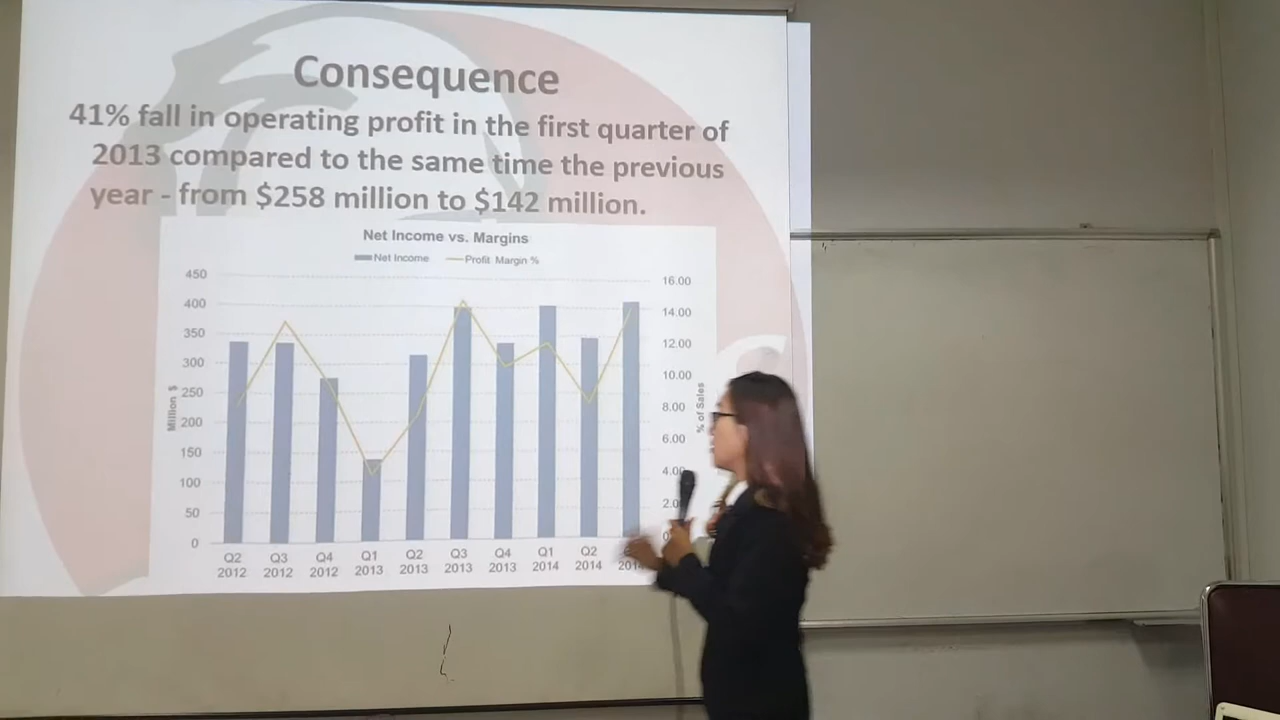 Consequence
41% fall in operating profit in the first quarter of
2013 compared to the same time the previous
year - from $258 million to $142 million.
Net Income vs. Margins
Net Income Profit Margin %
450 16.00
400 14.00
350 12.00
300 10.00
250 8.00
200 6.00
150 4.00
100
50
0
Million $
% of Sales
Q2 Q3 Q4 Q1 Q2 Q3 Q4 Q1 Q2
2012 2012 2012 2013 2013 2013 2013 2014 2014